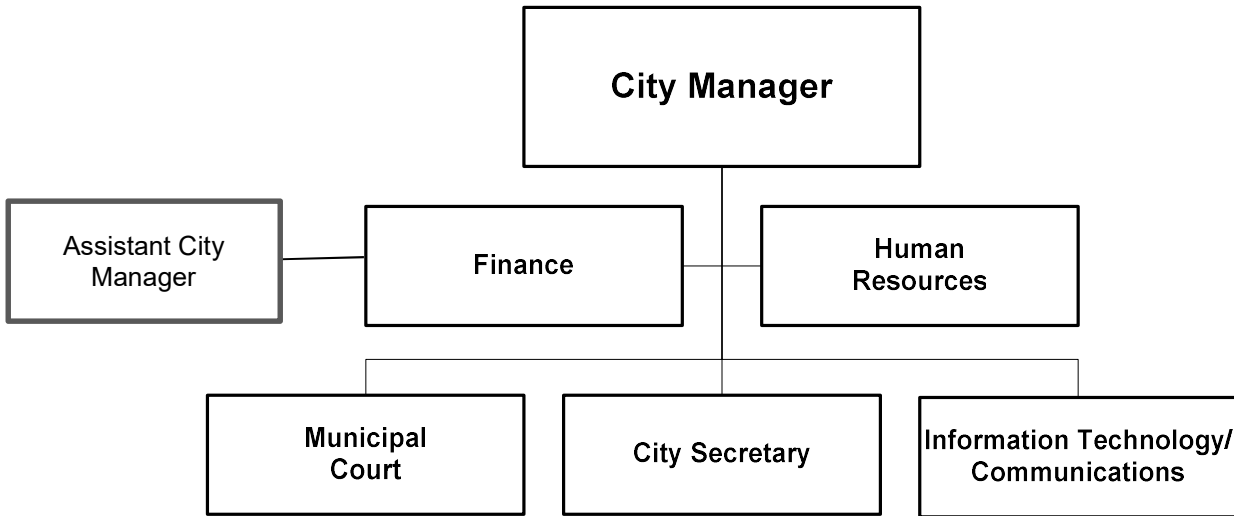 City Manager
Assistant City
Manager
Finance
Human
Resources
Municipal
Court
City Secretary
Information Technology/
Communications